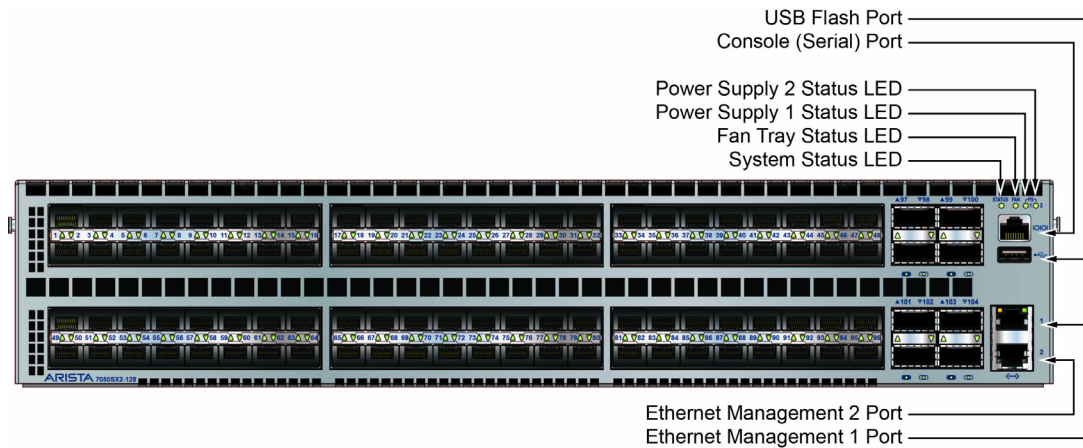 USB Flash Port
Console (Serial) Port
Power Supply 2 Status LED
Power Supply 1 Status LED
Fan Tray Status LED
System Status LED
▲97 ▼98 ▲99 ▼100 STATUS FAN 2
1 2 3 4 5 6 7 8 9 10 11 12 13 14 15 16 17 18 19 20 21 22 23 24 25 26 27 28 29 30 31 32 33 34 35 36 37 38 39 40 41 42 43 44 45 46 47 48
▲101 ▼102 ▲103 ▼104
1
49 50 51 52 53 54 55 56 57 58 59 60 61 62 63 64 65 66 67 68 69 70 71 72 73 74 75 76 77 78 79 80 81 82 83 84 85 86 87 88 89 90 91 92 93 94 95 96
2
ARISTA 7050SX2-128
Ethernet Management 2 Port
Ethernet Management 1 Port